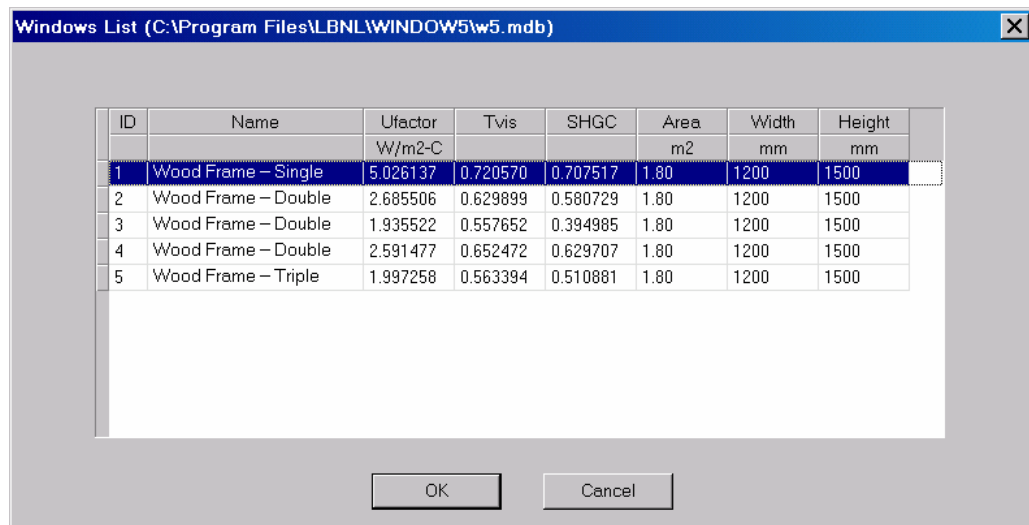 Windows List (C:\Program Files\LBNL\WINDOW5\w5.mdb)
ID Name Ufactor Tvis SHGC Area Width Height
W/m2-C m2 mm mm
1 Wood Frame – Single 5.026137 0.720570 0.707517 1.80 1200 1500
2 Wood Frame – Double 2.685506 0.629899 0.580729 1.80 1200 1500
3 Wood Frame – Double 1.935522 0.557652 0.394985 1.80 1200 1500
4 Wood Frame – Double 2.591477 0.652472 0.629707 1.80 1200 1500
5 Wood Frame – Triple 1.997258 0.563394 0.510881 1.80 1200 1500
OK Cancel